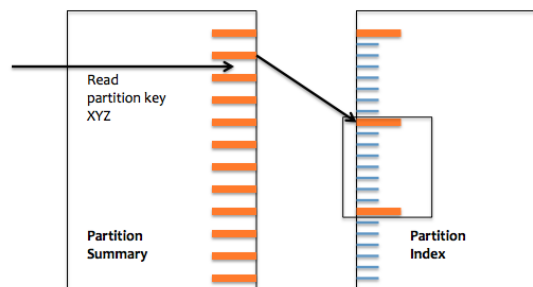 Read
partition key
XYZ
Partition
Summary
Partition
Index